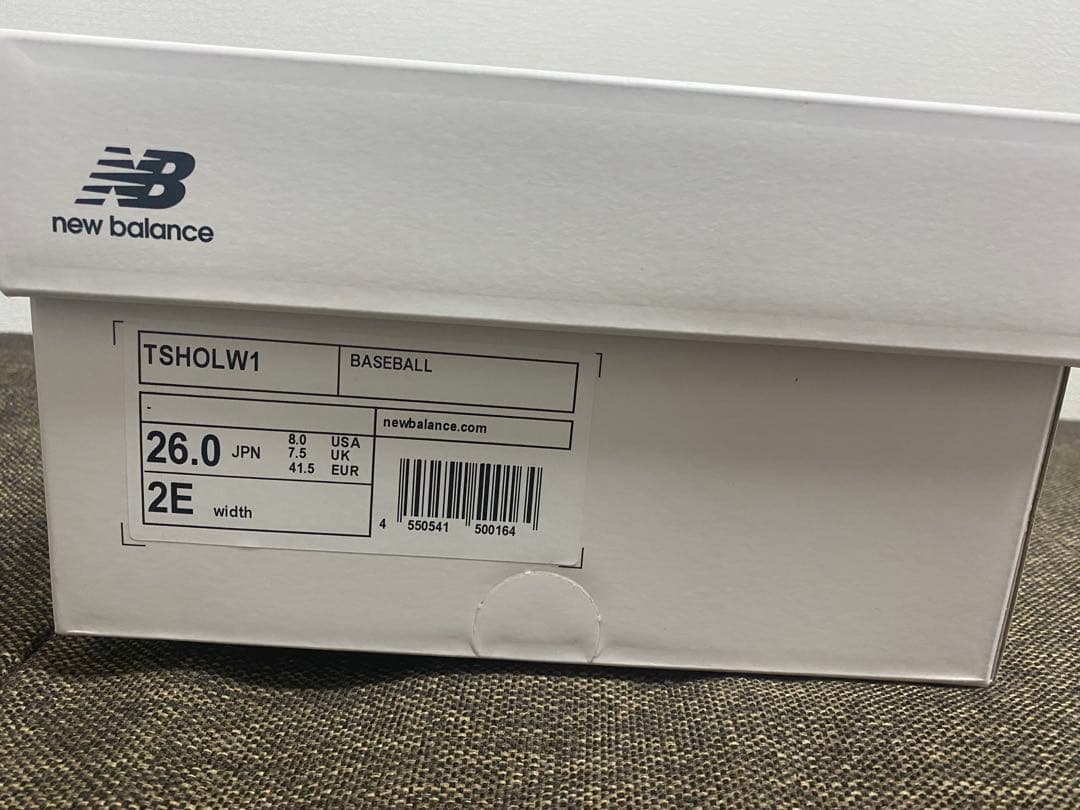 NB
new balance
TSHOLW1
BASEBALL
-
newbalance.com
26.0 JPN
8.0 USA
7.5 UK
41.5 EUR
2E width
4 550541 500164